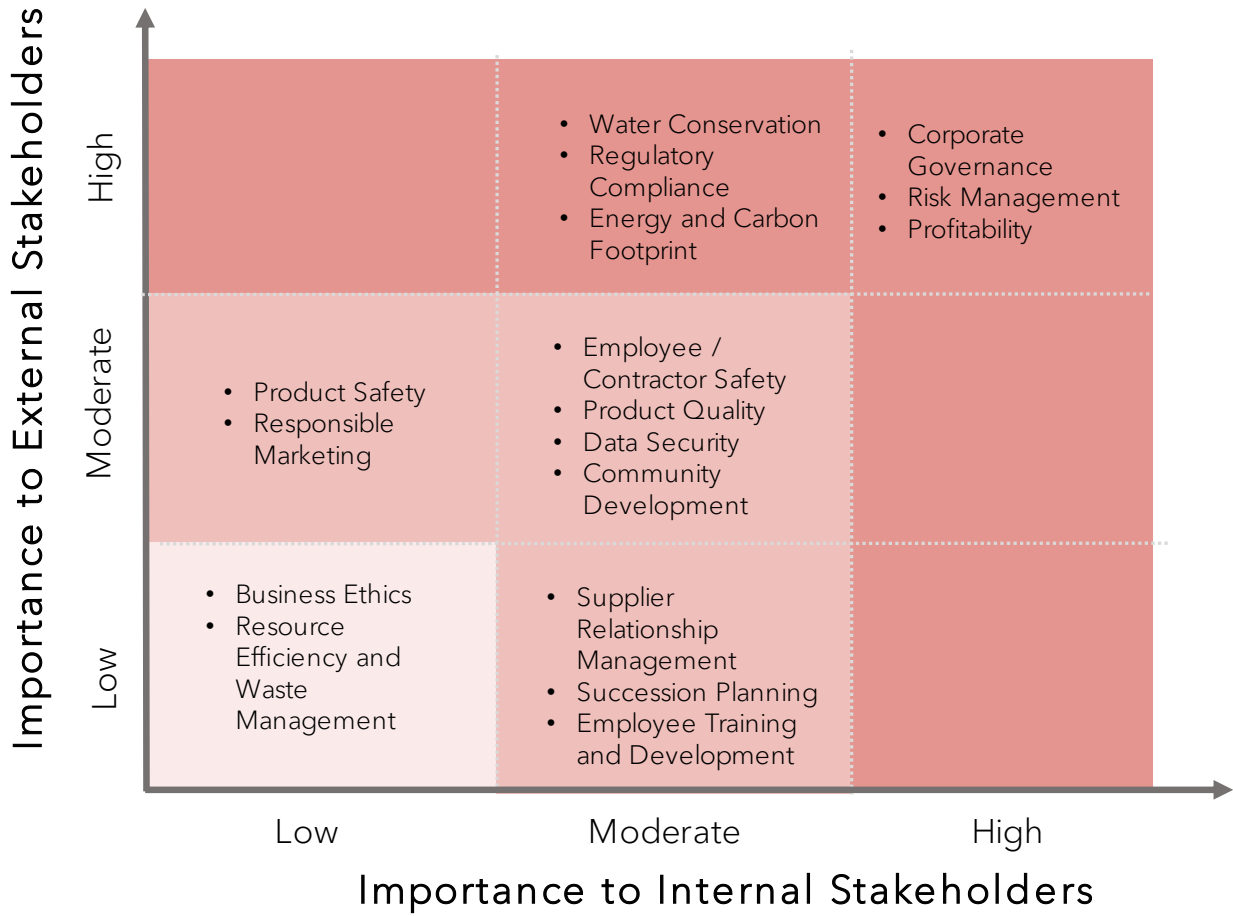 Importance to External Stakeholders
High
• Water Conservation
• Regulatory
Compliance
• Energy and Carbon
Footprint
• Corporate
Governance
• Risk Management
• Profitability
Moderate
• Product Safety
• Responsible
Marketing
• Employee /
Contractor Safety
• Product Quality
• Data Security
• Community
Development
Low
• Business Ethics
• Resource
Efficiency and
Waste
Management
• Supplier
Relationship
Management
• Succession Planning
• Employee Training
and Development
Low
Moderate
High
Importance to Internal Stakeholders